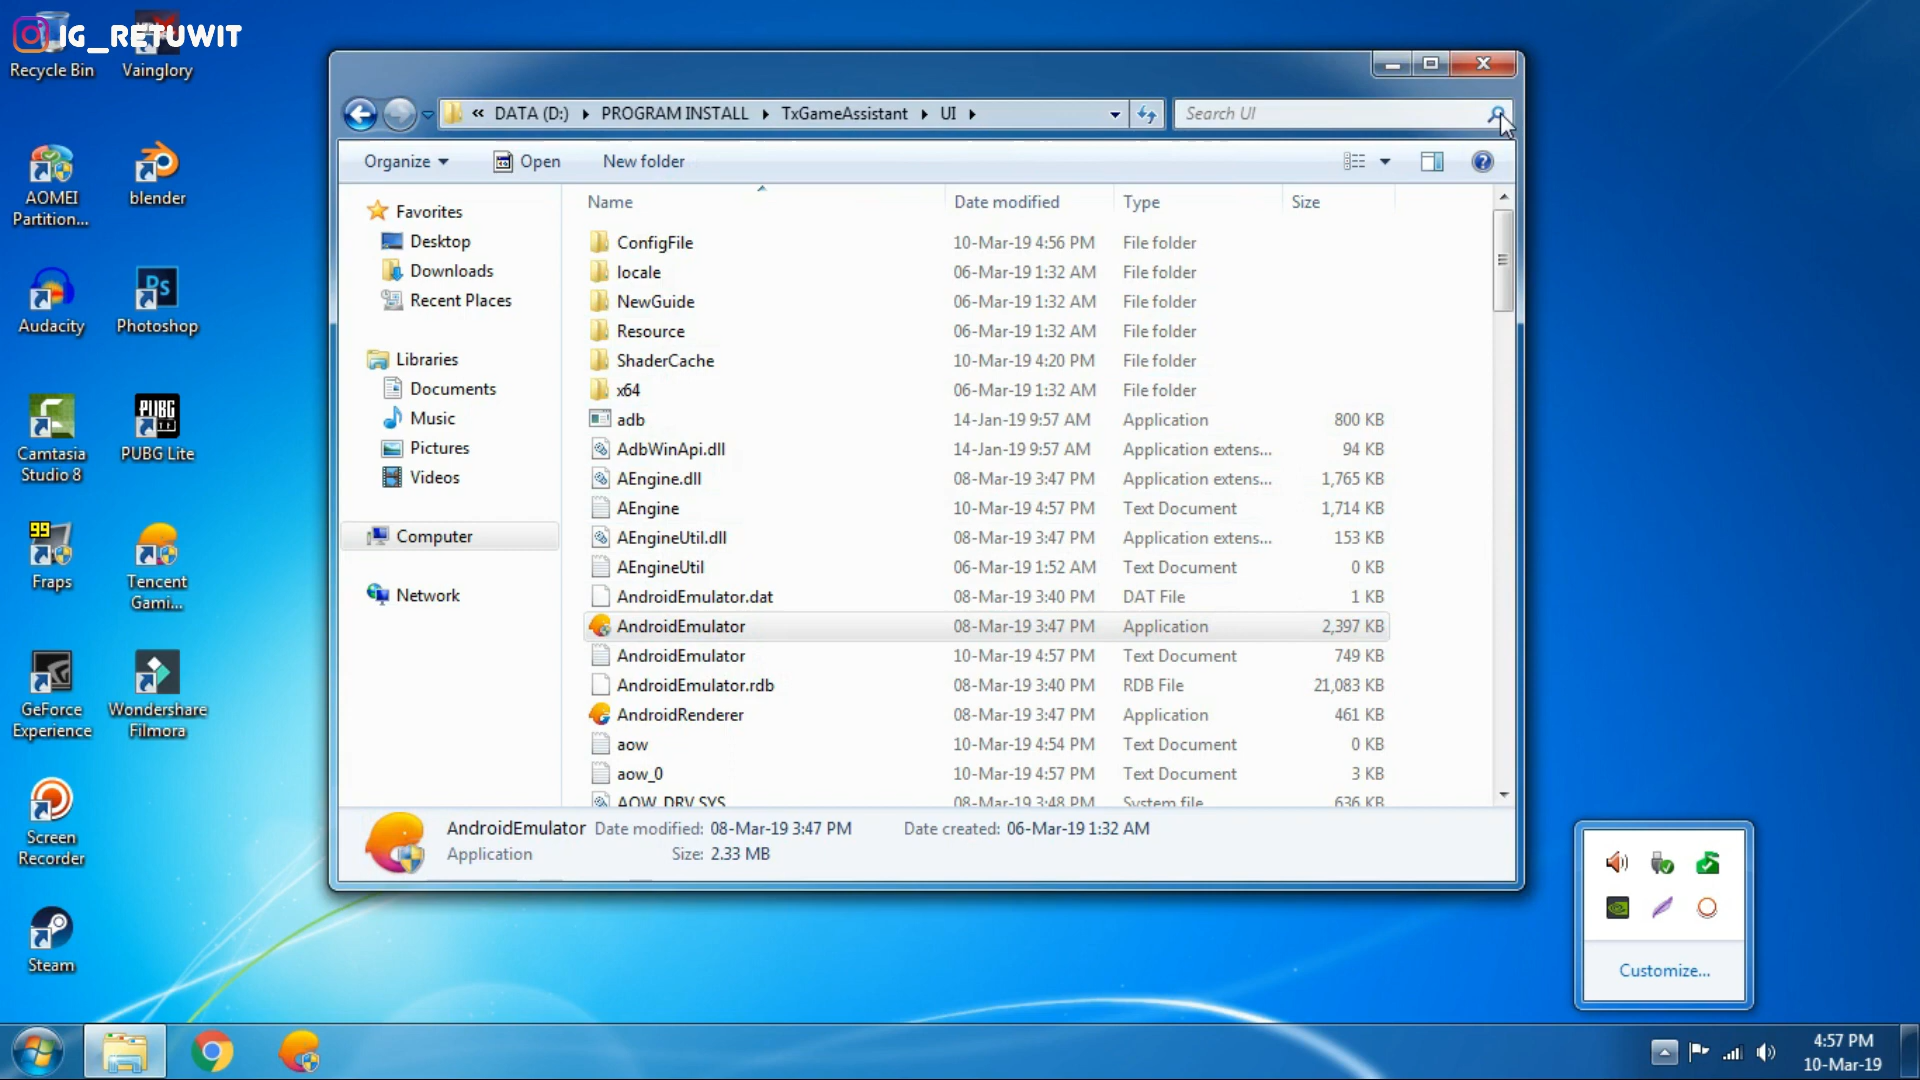 IG_RETUWIT
Recycle Bin
Vainglory
AOMEI
Partition...
blender
Audacity
Photoshop
Camtasia
Studio 8
PUBG
LITE
PUBG Lite
99
Fraps
Tencent
Gami...
GeForce
Experience
Wondershare
Filmora
Screen
Recorder
Steam
« DATA (D:) PROGRAM INSTALL TxGameAssistant UI
Search UI
Organize Open New folder
Favorites
Desktop
Downloads
Recent Places
Libraries
Documents
Music
Pictures
Videos
Computer
Network
Name Date modified Type Size
ConfigFile 10-Mar-19 4:56 PM File folder
locale 06-Mar-19 1:32 AM File folder
NewGuide 06-Mar-19 1:32 AM File folder
Resource 06-Mar-19 1:32 AM File folder
ShaderCache 10-Mar-19 4:20 PM File folder
x64 06-Mar-19 1:32 AM File folder
adb 14-Jan-19 9:57 AM Application 800 KB
AdbWinApi.dll 14-Jan-19 9:57 AM Application extens... 94 KB
AEngine.dll 08-Mar-19 3:47 PM Application extens... 1,765 KB
AEngine 10-Mar-19 4:57 PM Text Document 1,714 KB
AEngineUtil.dll 08-Mar-19 3:47 PM Application extens... 153 KB
AEngineUtil 06-Mar-19 1:52 AM Text Document 0 KB
AndroidEmulator.dat 08-Mar-19 3:40 PM DAT File 1 KB
AndroidEmulator 08-Mar-19 3:47 PM Application 2,397 KB
AndroidEmulator 10-Mar-19 4:57 PM Text Document 749 KB
AndroidEmulator.rdb 08-Mar-19 3:40 PM RDB File 21,083 KB
AndroidRenderer 08-Mar-19 3:47 PM Application 461 KB
aow 10-Mar-19 4:54 PM Text Document 0 KB
aow_0 10-Mar-19 4:57 PM Text Document 3 KB
AOW_DRV.SYS 08-Mar-19 3:48 PM System file 636 KB
AndroidEmulator Date modified: 08-Mar-19 3:47 PM Date created: 06-Mar-19 1:32 AM
Application Size: 2.33 MB
Customize...
4:57 PM
10-Mar-19